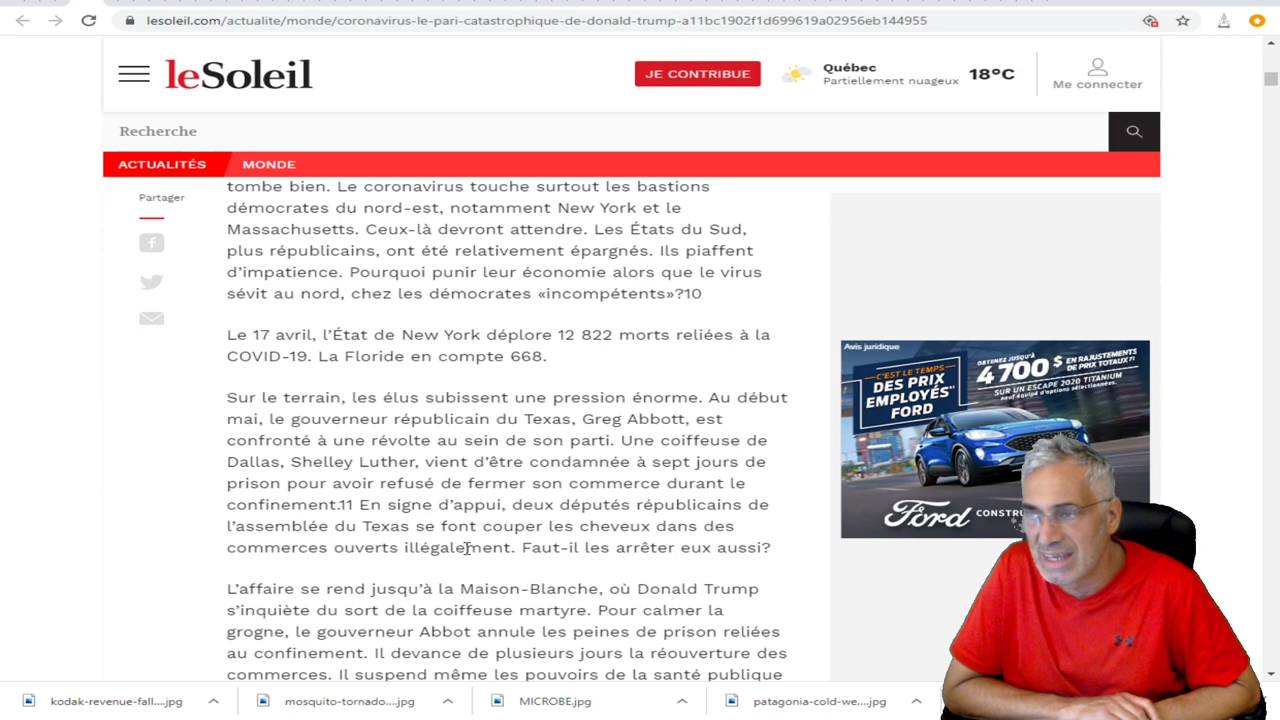 lesoleil.com/actualite/monde/coronavirus-le-pari-catastrophique-de-donald-trump-a11bc1902f1d699619a02956eb144955
leSoleil
JE CONTRIBUE
Québec
Partiellement nuageux
18°C
Me connecter
Recherche
ACTUALITÉS
MONDE
Partager
tombe bien. Le coronavirus touche surtout les bastions
démocrates du nord-est, notamment New York et le
Massachusetts. Ceux-là devront attendre. Les États du Sud,
plus républicains, ont été relativement épargnés. Ils piaffent
d'impatience. Pourquoi punir leur économie alors que le virus
sévit au nord, chez les démocrates «incompétents»?10
Le 17 avril, l'État de New York déplore 12 822 morts reliées à la
COVID-19. La Floride en compte 668.
Sur le terrain, les élus subissent une pression énorme. Au début
mai, le gouverneur républicain du Texas, Greg Abbott, est
confronté à une révolte au sein de son parti. Une coiffeuse de
Dallas, Shelley Luther, vient d'être condamnée à sept jours de
prison pour avoir refusé de fermer son commerce durant le
confinement.11 En signe d'appui, deux députés républicains de
l'assemblée du Texas se font couper les cheveux dans des
commerces ouverts illégalement. Faut-il les arrêter eux aussi?
L'affaire se rend jusqu'à la Maison-Blanche, où Donald Trump
s'inquiète du sort de la coiffeuse martyre. Pour calmer la
grogne, le gouverneur Abbot annule les peines de prison reliées
au confinement. Il devance de plusieurs jours la réouverture des
commerces. Il suspend même les pouvoirs de la santé publique
Avis juridique
C'EST LE TEMPS
DES PRIX
EMPLOYÉS
FORD
OBTENEZ JUSQU'À
4 700 $ EN RAJUSTEMENTS
DE PRIX TOTAUX
SUR UN ESCAPE 2020 TITANIUM
Ford
CONSTRU
kodak-revenue-fall....jpg
mosquito-tornado....jpg
MICROBE.jpg
patagonia-cold-we....jpg